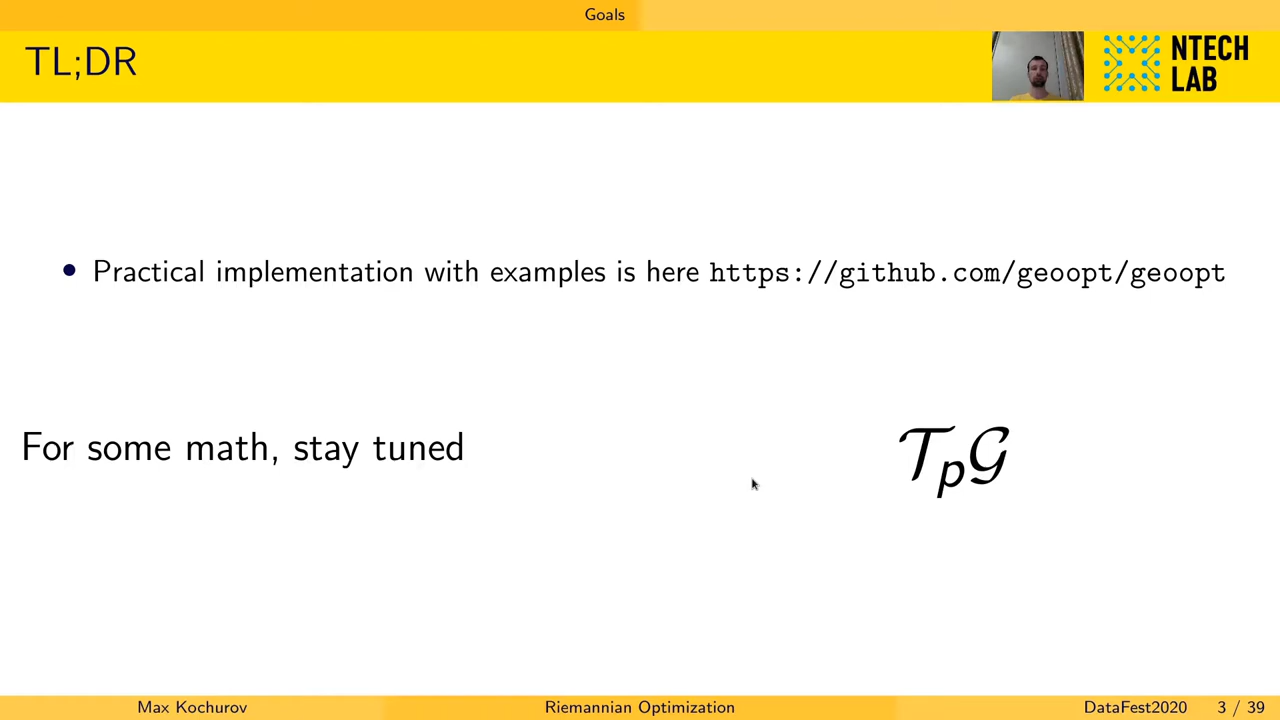 Goals
TL;DR
NTECH
LAB
• Practical implementation with examples is here https://github.com/geoopt/geoopt
For some math, stay tuned
𝒯ₚ𝒢
Max Kochurov
Riemannian Optimization
DataFest2020
3 / 39